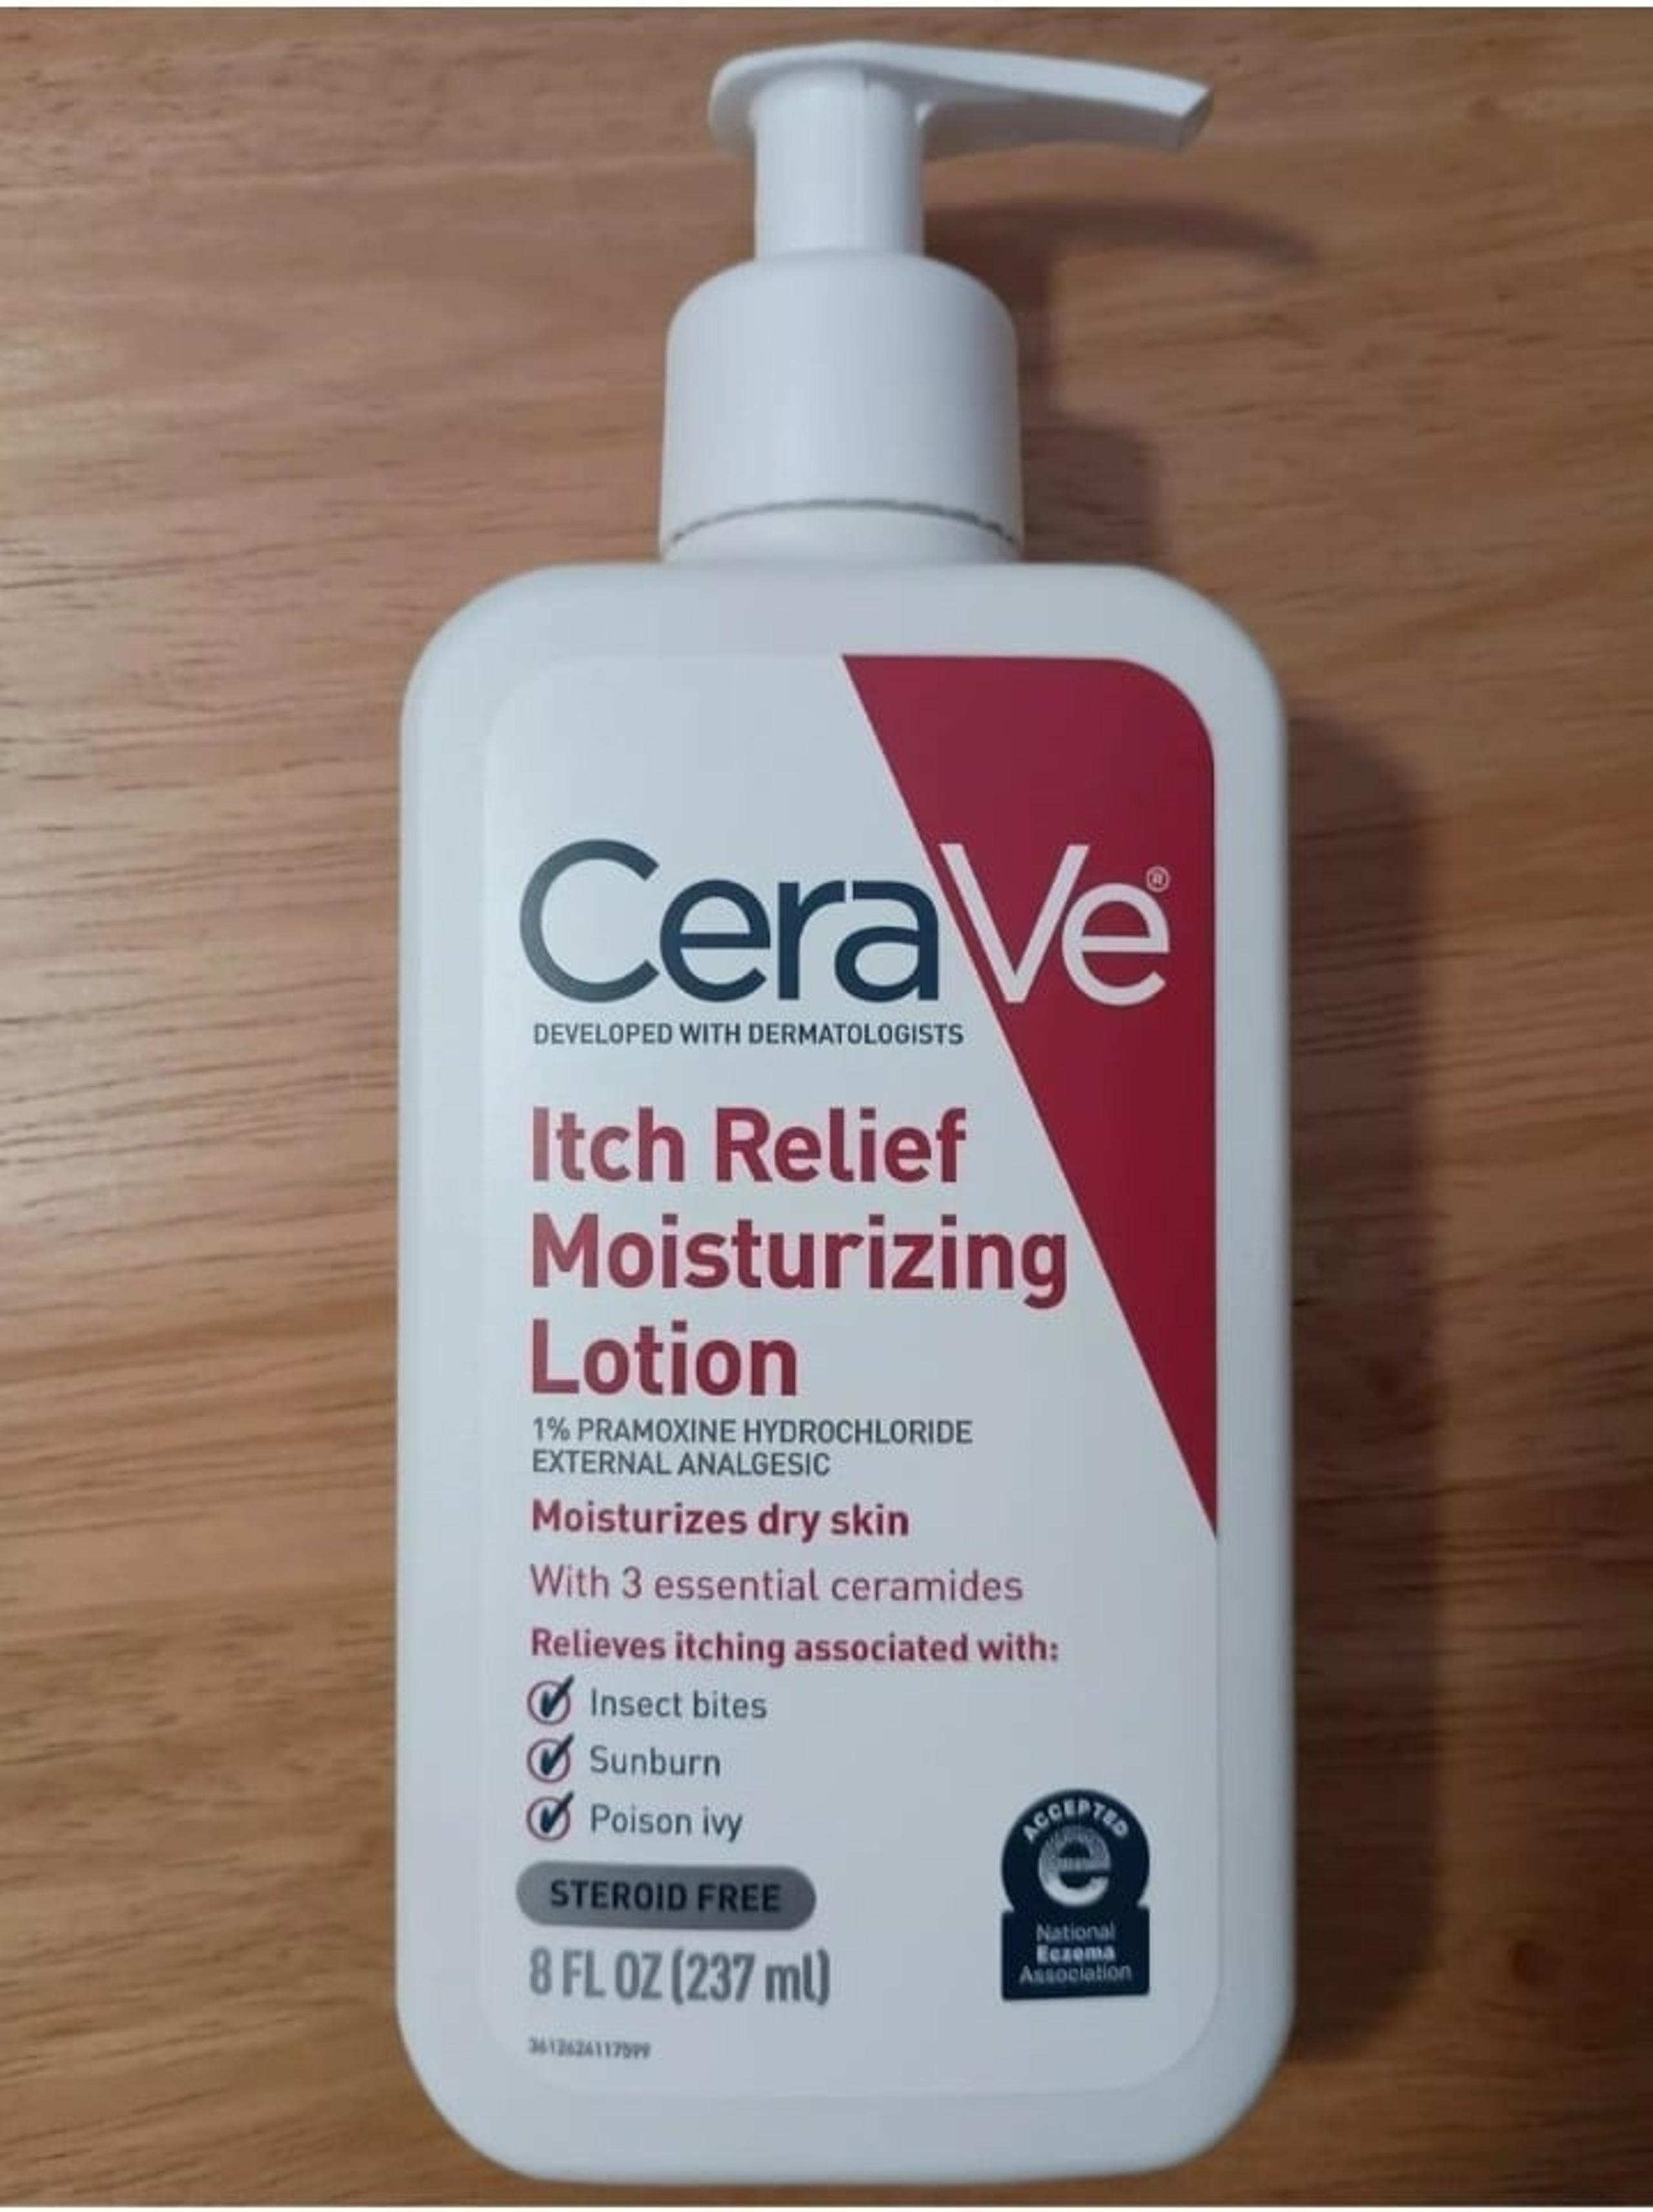 CeraVe®
DEVELOPED WITH DERMATOLOGISTS
Itch Relief
Moisturizing
Lotion
1% PRAMOXINE HYDROCHLORIDE
EXTERNAL ANALGESIC
Moisturizes dry skin
With 3 essential ceramides
Relieves itching associated with:
Insect bites
Sunburn
Poison ivy
STEROID FREE
8 FL OZ (237 ml)
3612624117599
ACCEPTED
e
National
Eczema
Association